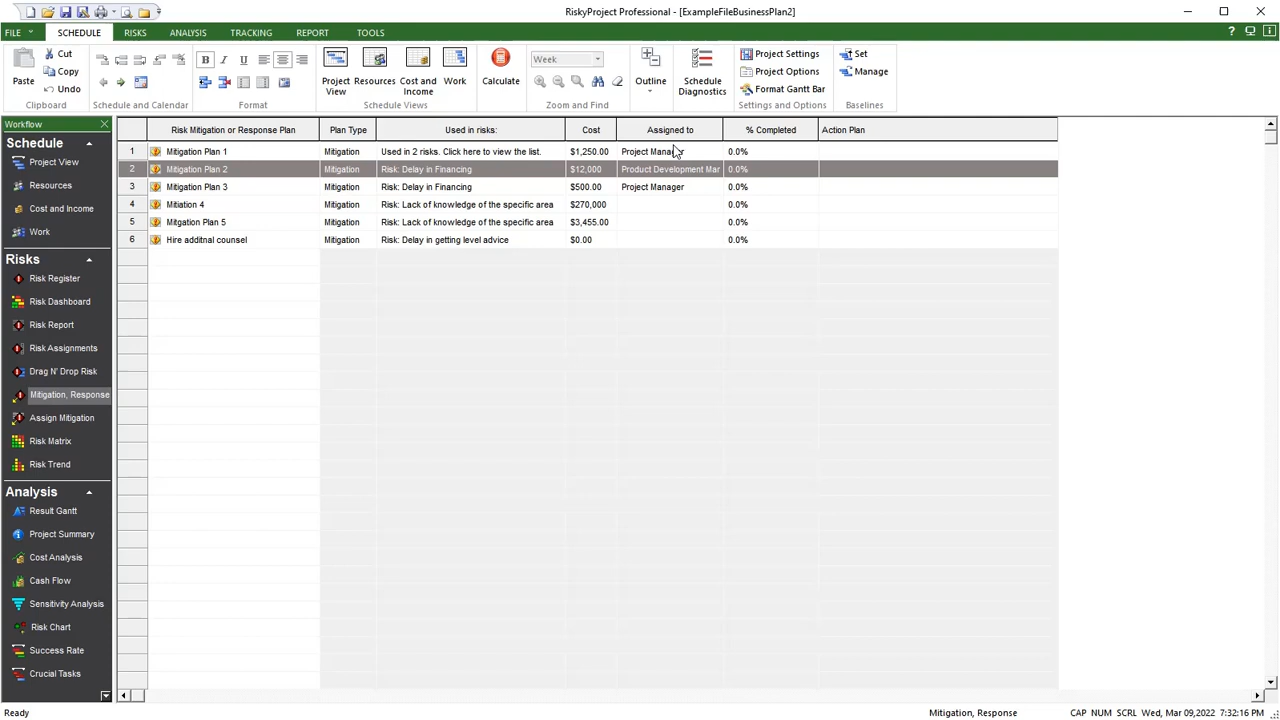 RiskyProject Professional - [ExampleFileBusinessPlan2]
FILE SCHEDULE RISKS ANALYSIS TRACKING REPORT TOOLS
Paste Cut Copy Undo
Clipboard
Schedule and Calendar
B I U
Format
Project View Resources Cost and Income Work
Schedule Views
Calculate
Week
Zoom and Find
Outline
Schedule Diagnostics
Project Settings
Project Options
Format Gantt Bar
Settings and Options
Set
Manage
Baselines
Workflow
Schedule
Project View
Resources
Cost and Income
Work
Risks
Risk Register
Risk Dashboard
Risk Report
Risk Assignments
Drag N' Drop Risk
Mitigation, Response
Assign Mitigation
Risk Matrix
Risk Trend
Analysis
Result Gantt
Project Summary
Cost Analysis
Cash Flow
Sensitivity Analysis
Risk Chart
Success Rate
Crucial Tasks
Risk Mitigation or Response Plan Plan Type Used in risks: Cost Assigned to % Completed Action Plan
1 Mitigation Plan 1 Mitigation Used in 2 risks. Click here to view the list. $1,250.00 Project Manager 0.0%
2 Mitigation Plan 2 Mitigation Risk: Delay in Financing $12,000 Product Development Mar 0.0%
3 Mitigation Plan 3 Mitigation Risk: Delay in Financing $500.00 Project Manager 0.0%
4 Mitiation 4 Mitigation Risk: Lack of knowledge of the specific area $270,000 0.0%
5 Mitgation Plan 5 Mitigation Risk: Lack of knowledge of the specific area $3,455.00 0.0%
6 Hire additnal counsel Mitigation Risk: Delay in getting level advice $0.00 0.0%
Ready Mitigation, Response CAP NUM SCRL Wed, Mar 09,2022 7:32:16 PM